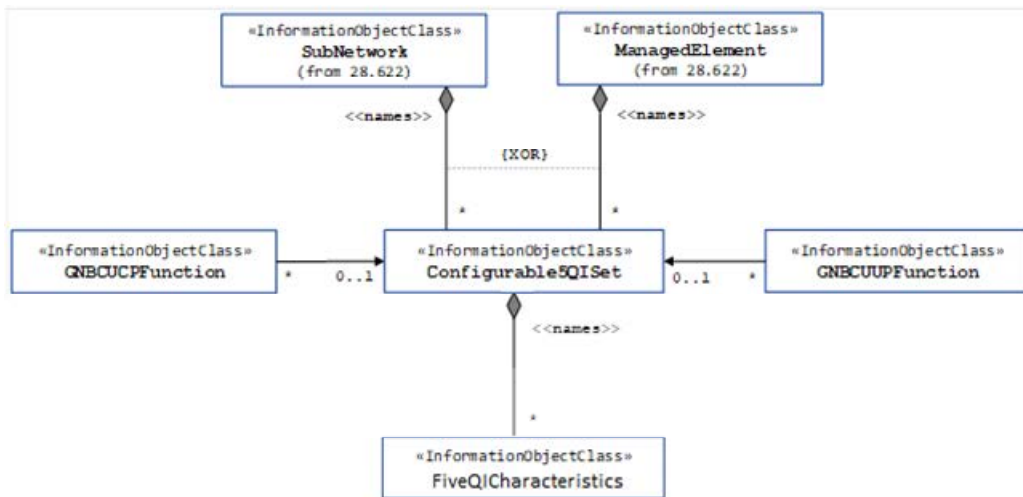 «InformationObjectClass»
SubNetwork
(from 28.622)
«InformationObjectClass»
ManagedElement
(from 28.622)
<<names>>
<<names>>
{XOR}
*
*
«InformationObjectClass»
GNBCUCPFunction
*
0..1
«InformationObjectClass»
Configurable5QISet
0..1
*
«InformationObjectClass»
GNBCUUPFunction
<<names>>
*
«InformationObjectClass»
FiveQICharacteristics